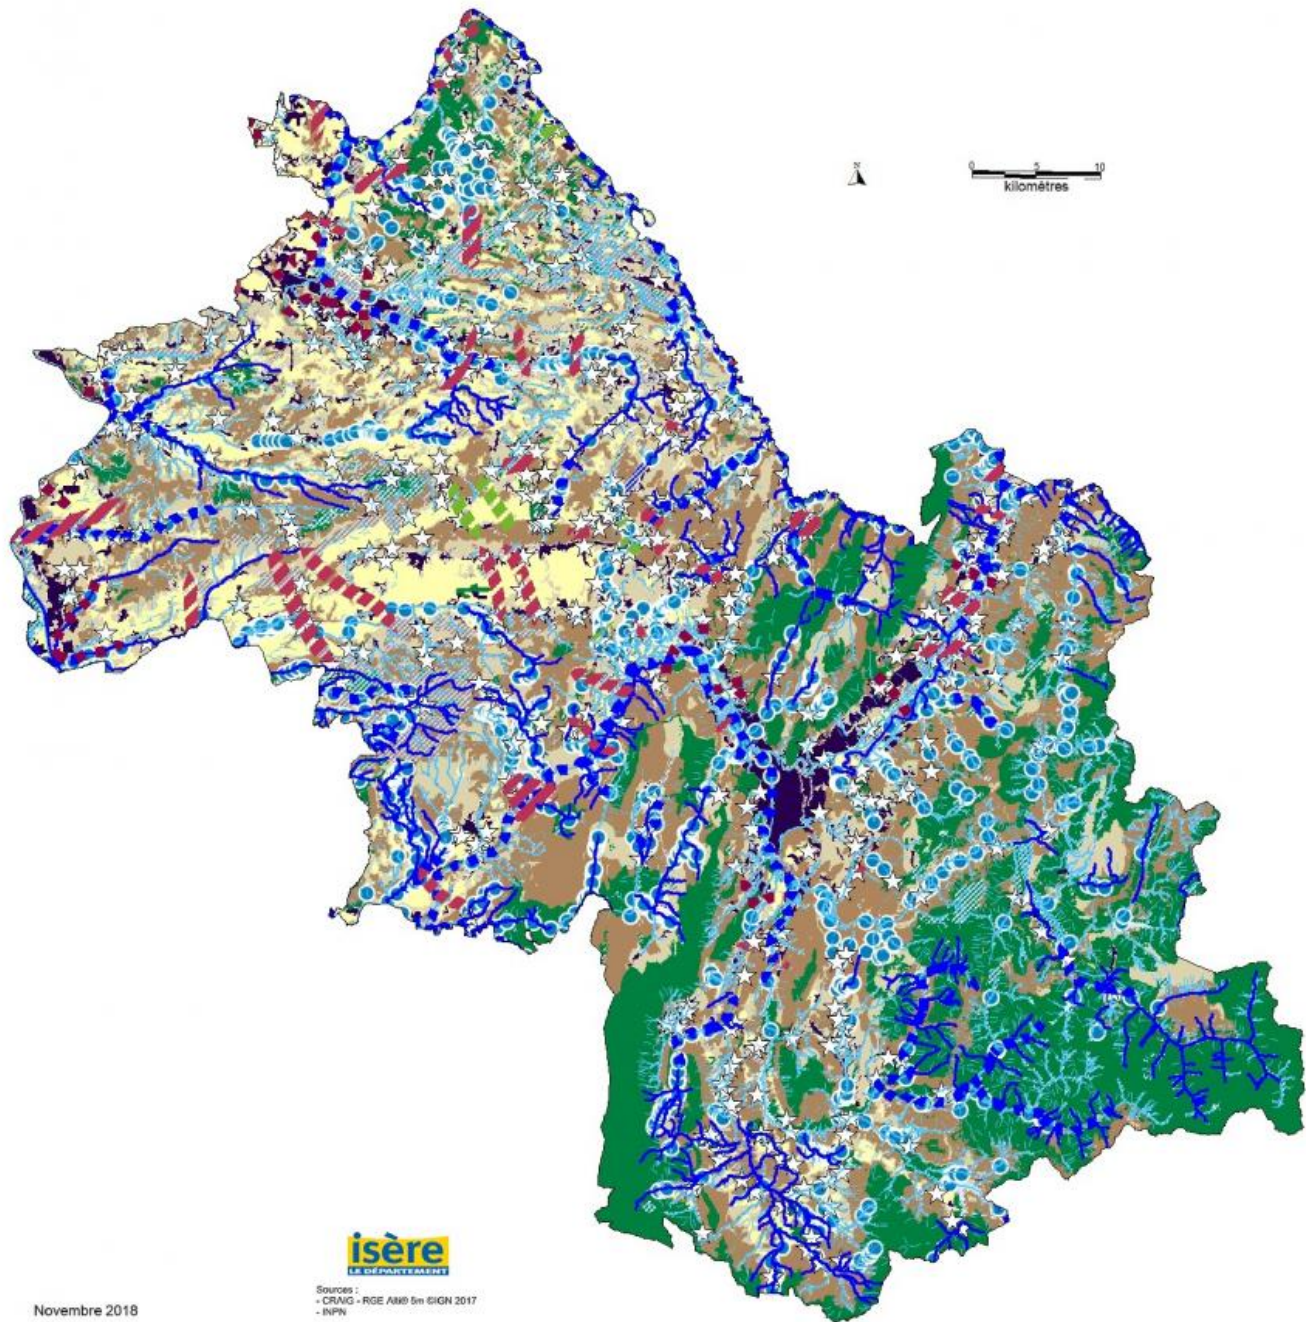 N
0 5 10
kilomètres
isère
LE DÉPARTEMENT
Sources :
- CRAIG - RGE Alti® 5m ©IGN 2017
- INPN
Novembre 2018